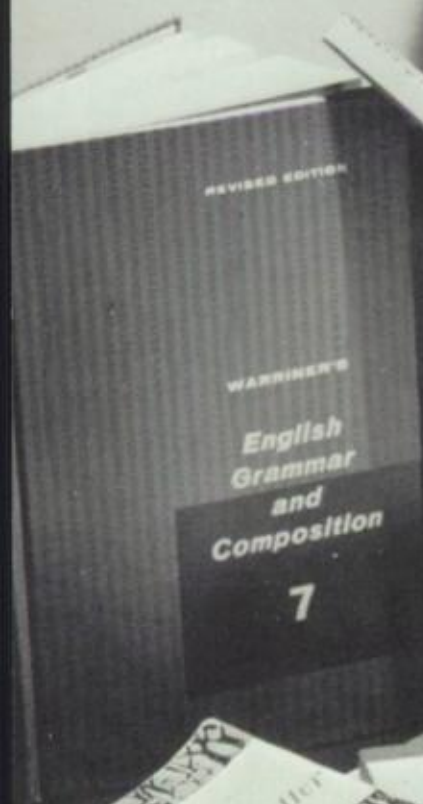 REVISED EDITION
WARRINER'S
English
Grammar
and
Composition
7